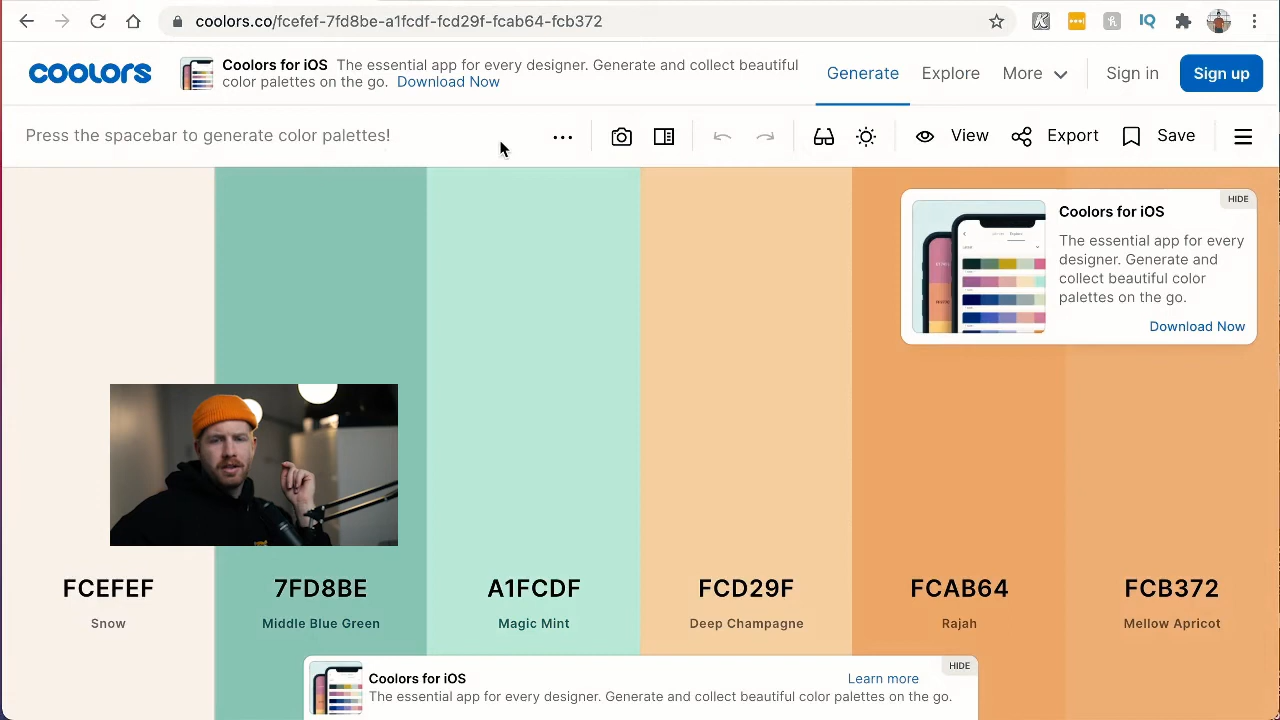 coolors.co/fcefef-7fd8be-a1fcdf-fcd29f-fcab64-fcb372
coolors
Coolors for iOS The essential app for every designer. Generate and collect beautiful
color palettes on the go. Download Now
Generate
Explore
More
Sign in
Sign up
Press the spacebar to generate color palettes!
View
Export
Save
HIDE
Coolors for iOS
The essential app for every
designer. Generate and
collect beautiful color
palettes on the go.
Download Now
FCEFEF
Snow
7FD8BE
Middle Blue Green
A1FCDF
Magic Mint
FCD29F
Deep Champagne
FCAB64
Rajah
FCB372
Mellow Apricot
HIDE
Coolors for iOS
Learn more
The essential app for every designer. Generate and collect beautiful color palettes on the go.